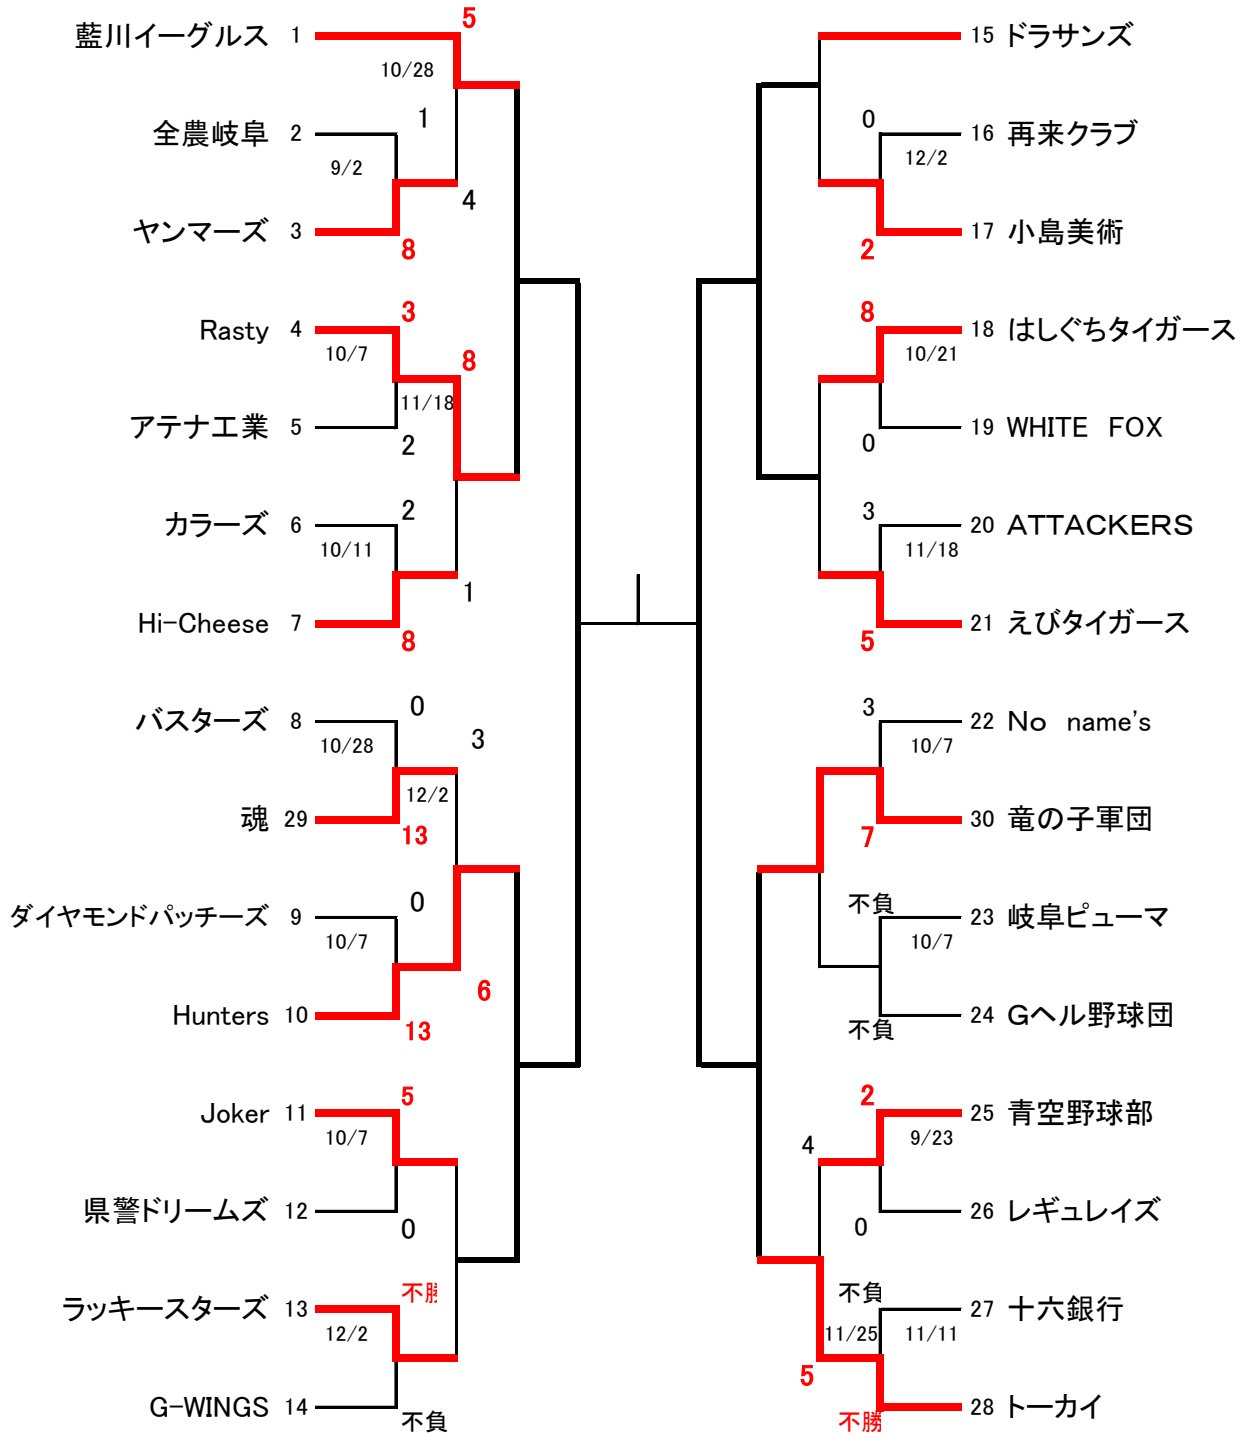 藍川イーグルス 1
5
10/28
1
全農岐阜 2
9/2
4
ヤンマーズ 3
8
3
Rasty 4
10/7
8
11/18
アテナ工業 5
2
2
カラーズ 6
10/11
1
Hi-Cheese 7
8
0
バスターズ 8
10/28
3
12/2
魂 29
13
0
ダイヤモンドパッチーズ 9
10/7
6
Hunters 10
13
5
Joker 11
10/7
県警ドリームズ 12
0
不勝
ラッキースターズ 13
12/2
G-WINGS 14
不負
15 ドラサンズ
0
16 再来クラブ
12/2
17 小島美術
2
8
18 はしぐちタイガース
10/21
19 WHITE FOX
0
3
20 ATTACKERS
11/18
21 えびタイガース
5
3
22 No name's
10/7
30 竜の子軍団
7
不負
23 岐阜ピューマ
10/7
24 Gヘル野球団
不負
2
25 青空野球部
9/23
4
26 レギュレイズ
0
不負
27 十六銀行
11/25
11/11
5
28 トーカイ
不勝